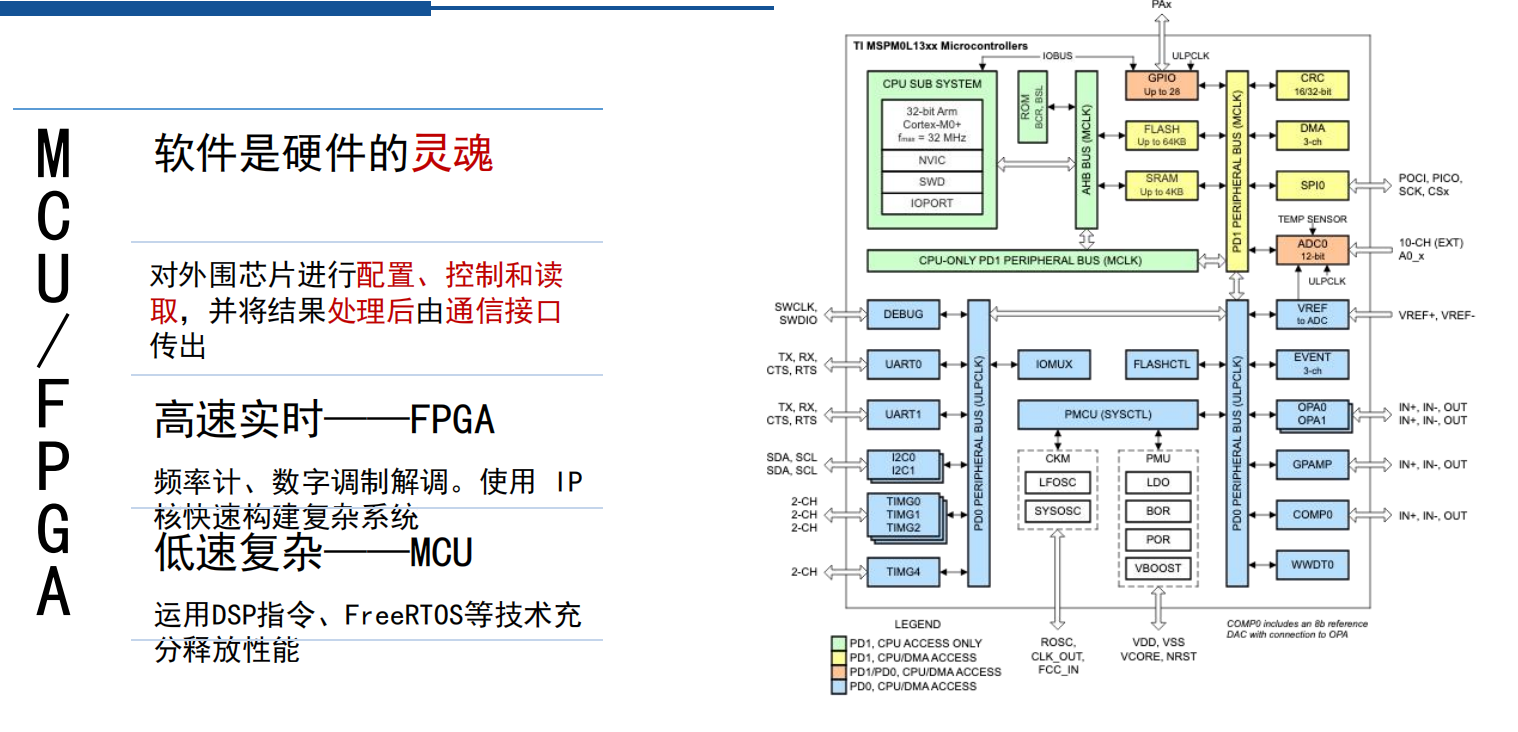 MCU/FPGA
软件是硬件的灵魂
对外围芯片进行配置、控制和读
取，并将结果处理后由通信接口
传出
高速实时——FPGA
频率计、数字调制解调。使用 IP
核快速构建复杂系统
低速复杂——MCU
运用DSP指令、FreeRTOS等技术充
分释放性能
PAx
TI MSPM0L13xx Microcontrollers
IOBUS
ULPCLK
CPU SUB SYSTEM
32-bit Arm
Cortex-M0+
fmax = 32 MHz
NVIC
SWD
IOPORT
ROM
BCR, BSL
AHB BUS (MCLK)
GPIO
Up to 28
FLASH
Up to 64KB
SRAM
Up to 4KB
PD1 PERIPHERAL BUS (MCLK)
CRC
16/32-bit
DMA
3-ch
SPI0
POCI, PICO,
SCK, CSx
TEMP SENSOR
ADC0
12-bit
10-CH (EXT)
A0_x
ULPCLK
CPU-ONLY PD1 PERIPHERAL BUS (MCLK)
SWCLK,
SWDIO
DEBUG
TX, RX,
CTS, RTS
UART0
TX, RX,
CTS, RTS
UART1
SDA, SCL
SDA, SCL
I2C0
I2C1
2-CH
2-CH
2-CH
TIMG0
TIMG1
TIMG2
2-CH
TIMG4
PD0 PERIPHERAL BUS (ULPCLK)
IOMUX
FLASHCTL
PMCU (SYSCTL)
CKM
LFOSC
SYSOSC
PMU
LDO
BOR
POR
VBOOST
PD0 PERIPHERAL BUS (ULPCLK)
VREF
to ADC
VREF+, VREF-
EVENT
3-ch
OPA0
OPA1
IN+, IN-, OUT
IN+, IN-, OUT
GPAMP
IN+, IN-, OUT
COMP0
IN+, IN-, OUT
WWDT0
LEGEND
PD1, CPU ACCESS ONLY
PD1, CPU/DMA ACCESS
PD1/PD0, CPU/DMA ACCESS
PD0, CPU/DMA ACCESS
ROSC,
CLK_OUT,
FCC_IN
VDD, VSS
VCORE, NRST
COMP0 includes an 8b reference
DAC with connection to OPA